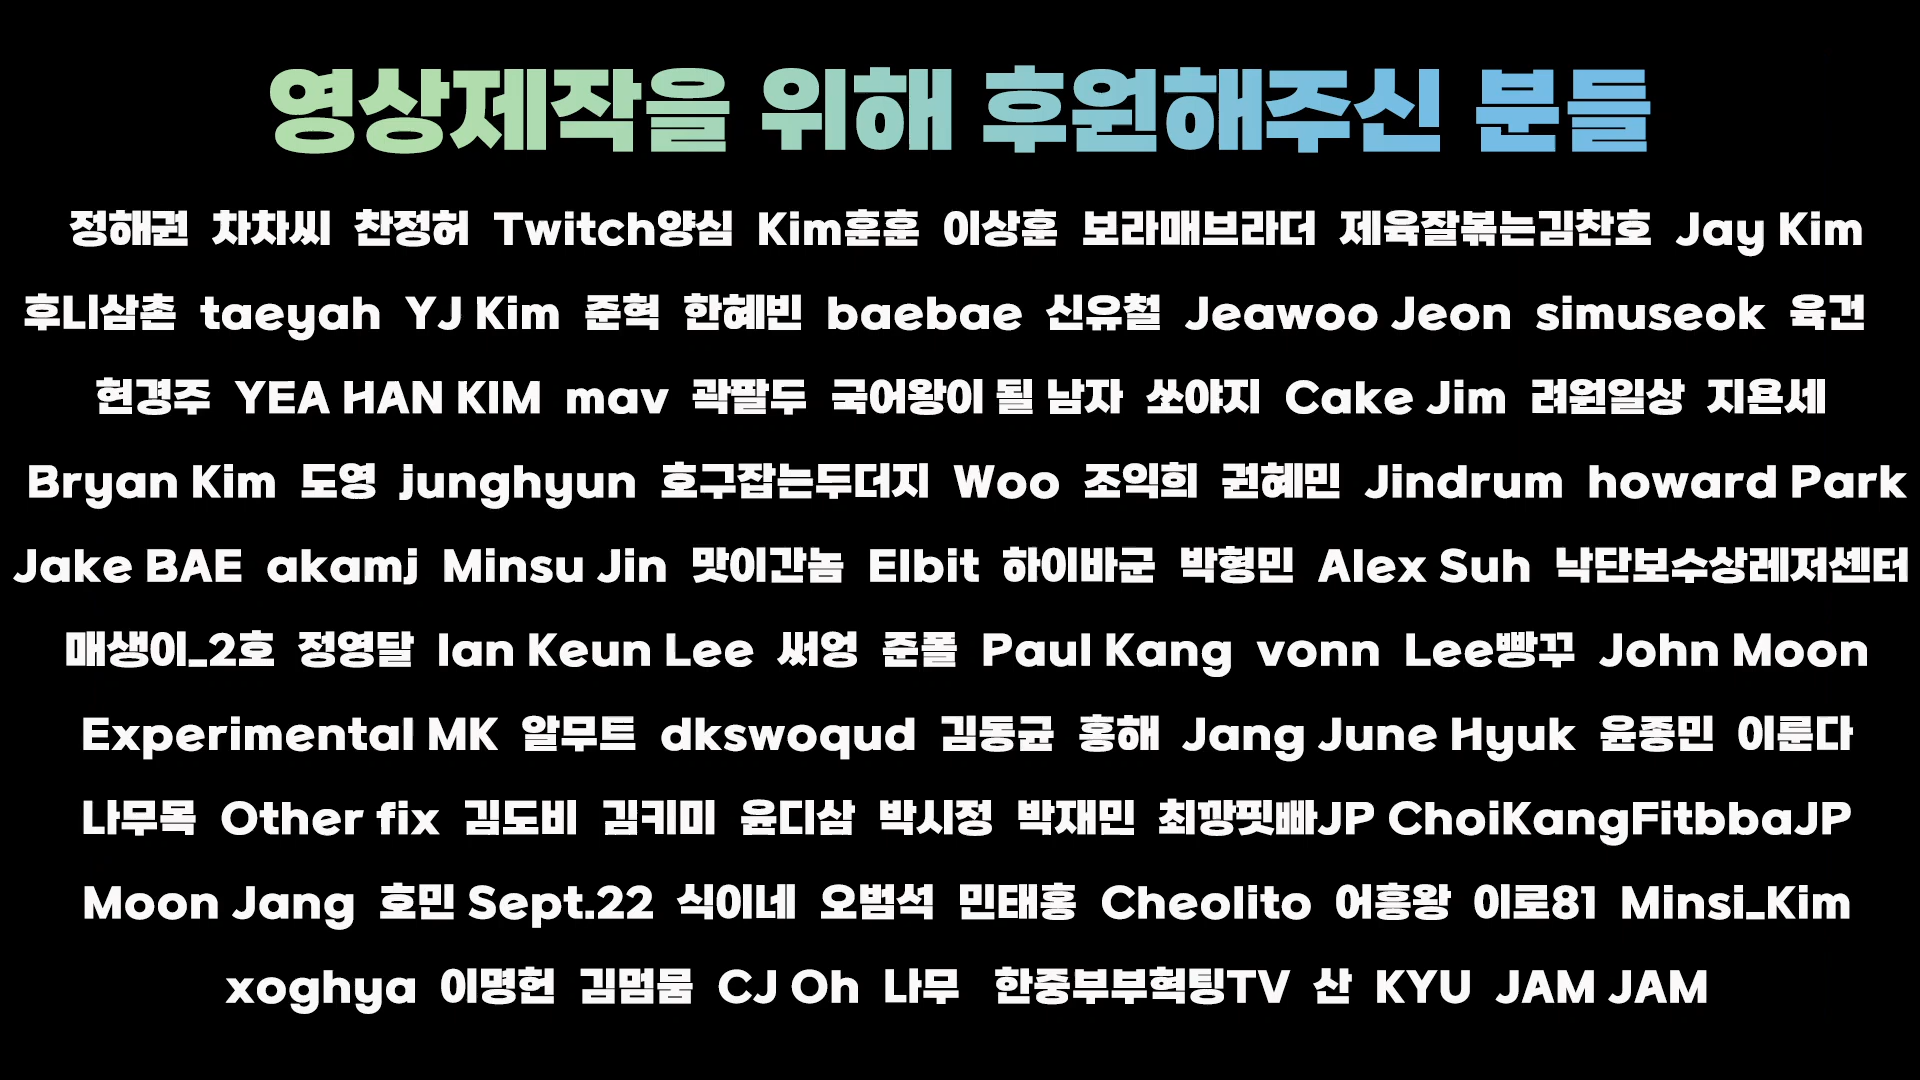 영상제작을 위해 후원해주신 분들
정해권 차차씨 찬정허 Twitch양심 Kim훈훈 이상훈 보라매브라더 제육잘볶는김찬호 Jay Kim
후니삼촌 taeyah YJ Kim 준혁 한혜빈 baebae 신유철 Jeawoo Jeon simuseok 육건
현경주 YEA HAN KIM mav 곽팔두 국어왕이 될 남자 쏘야지 Cake Jim 려원일상 지욘세
Bryan Kim 도영 junghyun 호구잡는두더지 Woo 조익희 권혜민 Jindrum howard Park
Jake BAE akamj Minsu Jin 맛이간놈 Elbit 하이바군 박형민 Alex Suh 낙단보수상레저센터
매생이_2호 정영달 Ian Keun Lee 써엉 준폴 Paul Kang vonn Lee빵꾸 John Moon
Experimental MK 알무트 dkswoqud 김동균 홍해 Jang June Hyuk 윤종민 이룬다
나무목 Other fix 김도비 김키미 윤디삼 박시정 박재민 최깡핏빠JP ChoiKangFitbbaJP
Moon Jang 호민 Sept.22 식이네 오범석 민태홍 Cheolito 어흥왕 이로81 Minsi_Kim
xoghya 이명헌 김멈뭄 CJ Oh 나무 한중부부혁팅TV 산 KYU JAM JAM